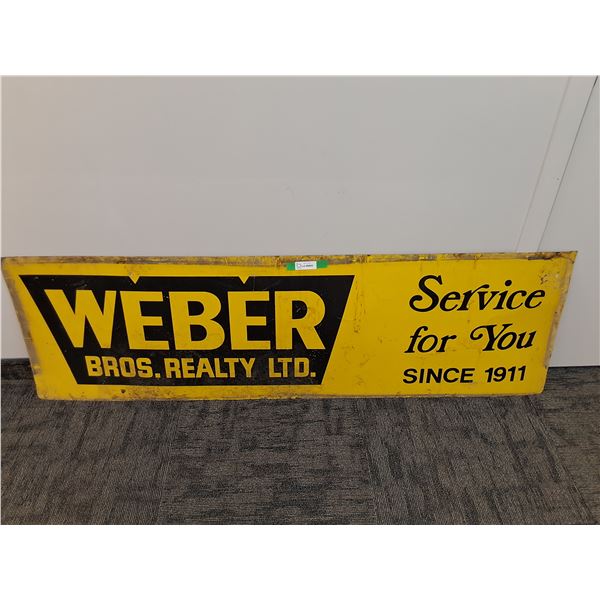 WEBER
BROS. REALTY LTD.
Service
for You
SINCE 1911